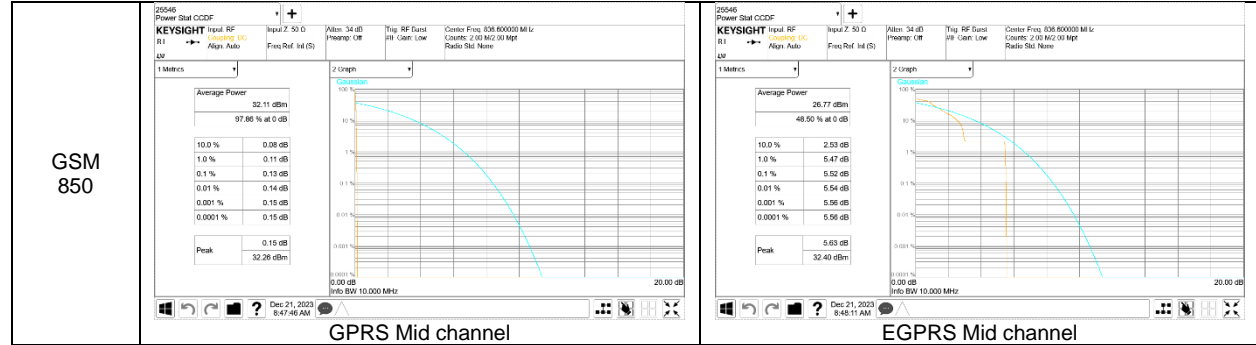 GSM
850
25546
Power Stat CCDF
+
KEYSIGHT Input: RF
Coupling: DC
Align: Auto
Input Z: 50 Ω
Freq Ref: Int (S)
Atten: 34 dB
Preamp: Off
Trig: RF Burst
#IF Gain: Low
Center Freq: 836.600000 MHz
Counts: 2.00 M/2.00 Mpt
Radio Std: None
1 Metrics
2 Graph
Average Power
32.11 dBm
97.86 % at 0 dB
10.0 % 0.08 dB
1.0 % 0.11 dB
0.1 % 0.13 dB
0.01 % 0.14 dB
0.001 % 0.15 dB
0.0001 % 0.15 dB
Peak
0.15 dB
32.26 dBm
Gaussian
100 %
10 %
1 %
0.1 %
0.01 %
0.001 %
0.0001 %
0.00 dB 20.00 dB
Info BW 10.000 MHz
? Dec 21, 2023
8:47:46 AM
GPRS Mid channel
25546
Power Stat CCDF
+
KEYSIGHT Input: RF
Coupling: DC
Align: Auto
Input Z: 50 Ω
Freq Ref: Int (S)
Atten: 34 dB
Preamp: Off
Trig: RF Burst
#IF Gain: Low
Center Freq: 836.600000 MHz
Counts: 2.00 M/2.00 Mpt
Radio Std: None
1 Metrics
2 Graph
Average Power
26.77 dBm
48.50 % at 0 dB
10.0 % 2.53 dB
1.0 % 5.47 dB
0.1 % 5.52 dB
0.01 % 5.54 dB
0.001 % 5.56 dB
0.0001 % 5.56 dB
Peak
5.63 dB
32.40 dBm
Gaussian
100 %
10 %
1 %
0.1 %
0.01 %
0.001 %
0.0001 %
0.00 dB 20.00 dB
Info BW 10.000 MHz
? Dec 21, 2023
8:48:11 AM
EGPRS Mid channel